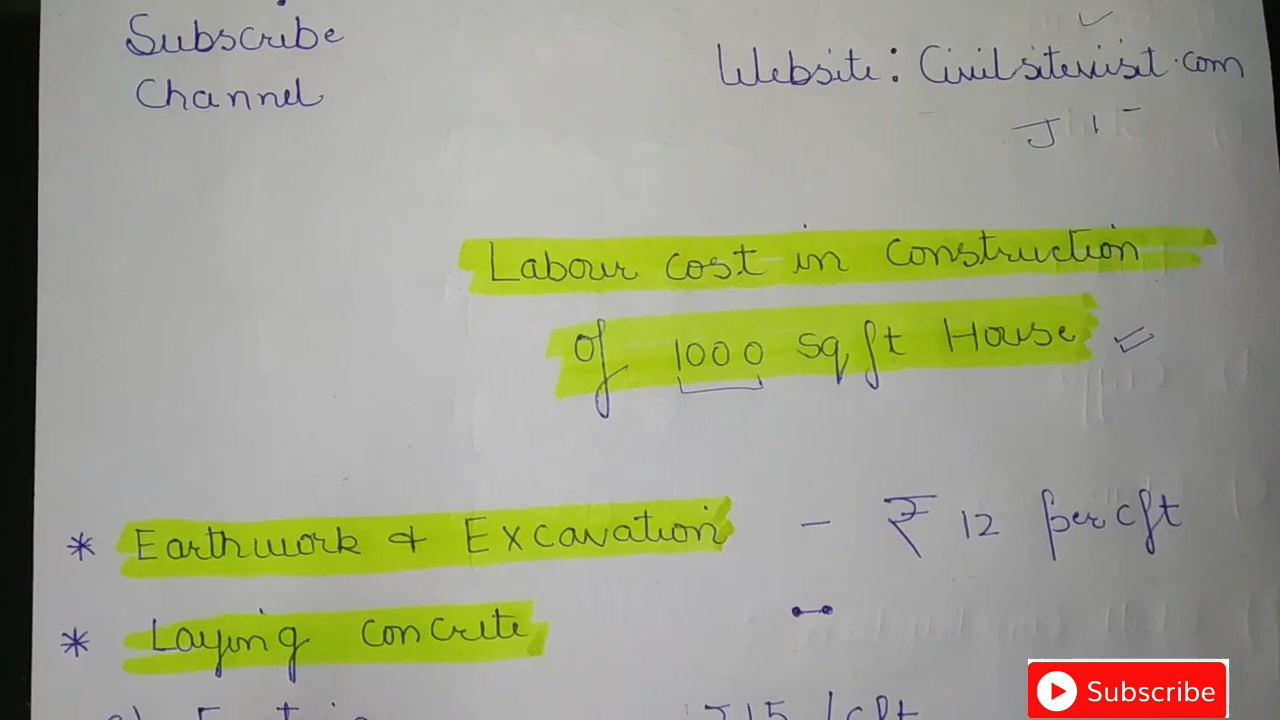 Subscribe
Channel
Website: Civilsitevisit.com
Labour cost in construction
of 1000 sqft House
* Earthwork & Excavation - ₹ 12 per cft
* Laying concrete
Subscribe